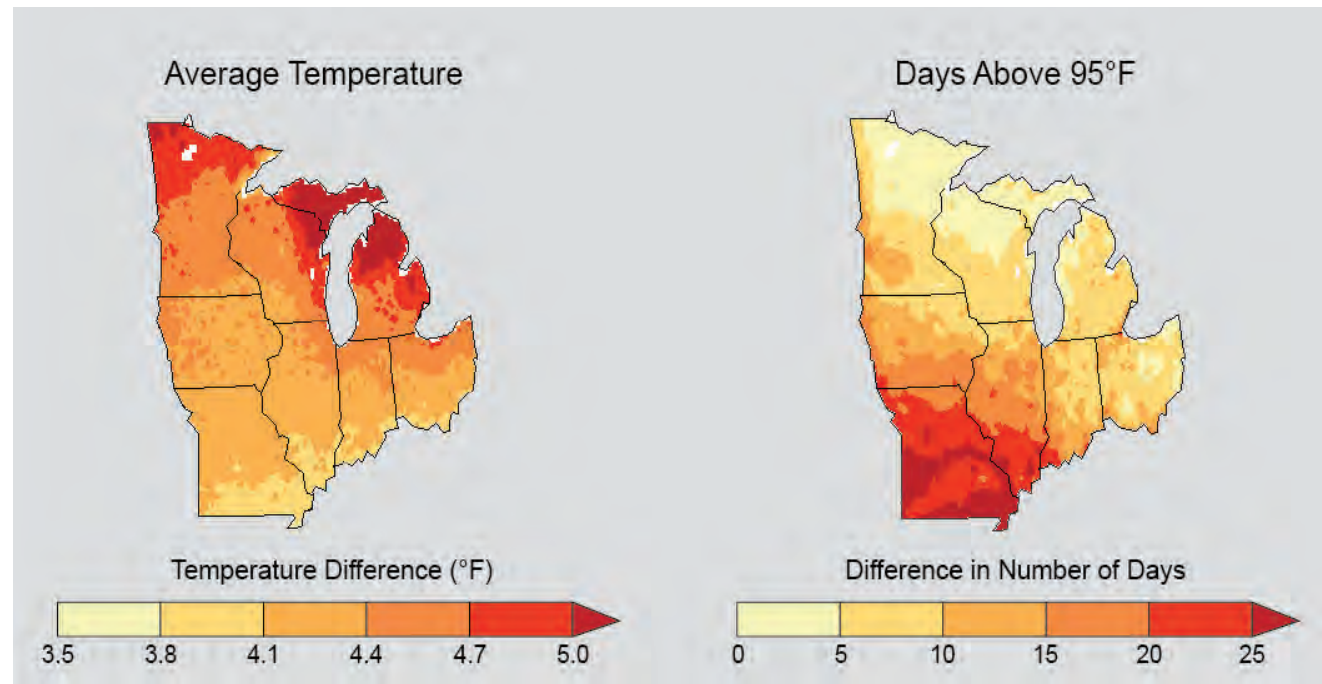 Average Temperature
Days Above 95°F
Temperature Difference (°F)
3.5 3.8 4.1 4.4 4.7 5.0
Difference in Number of Days
0 5 10 15 20 25